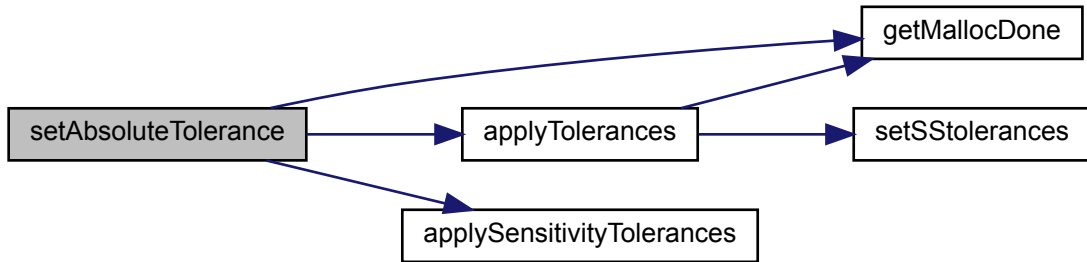 getMallocDone
setAbsoluteTolerance
applyTolerances
setSStolerances
applySensitivityTolerances